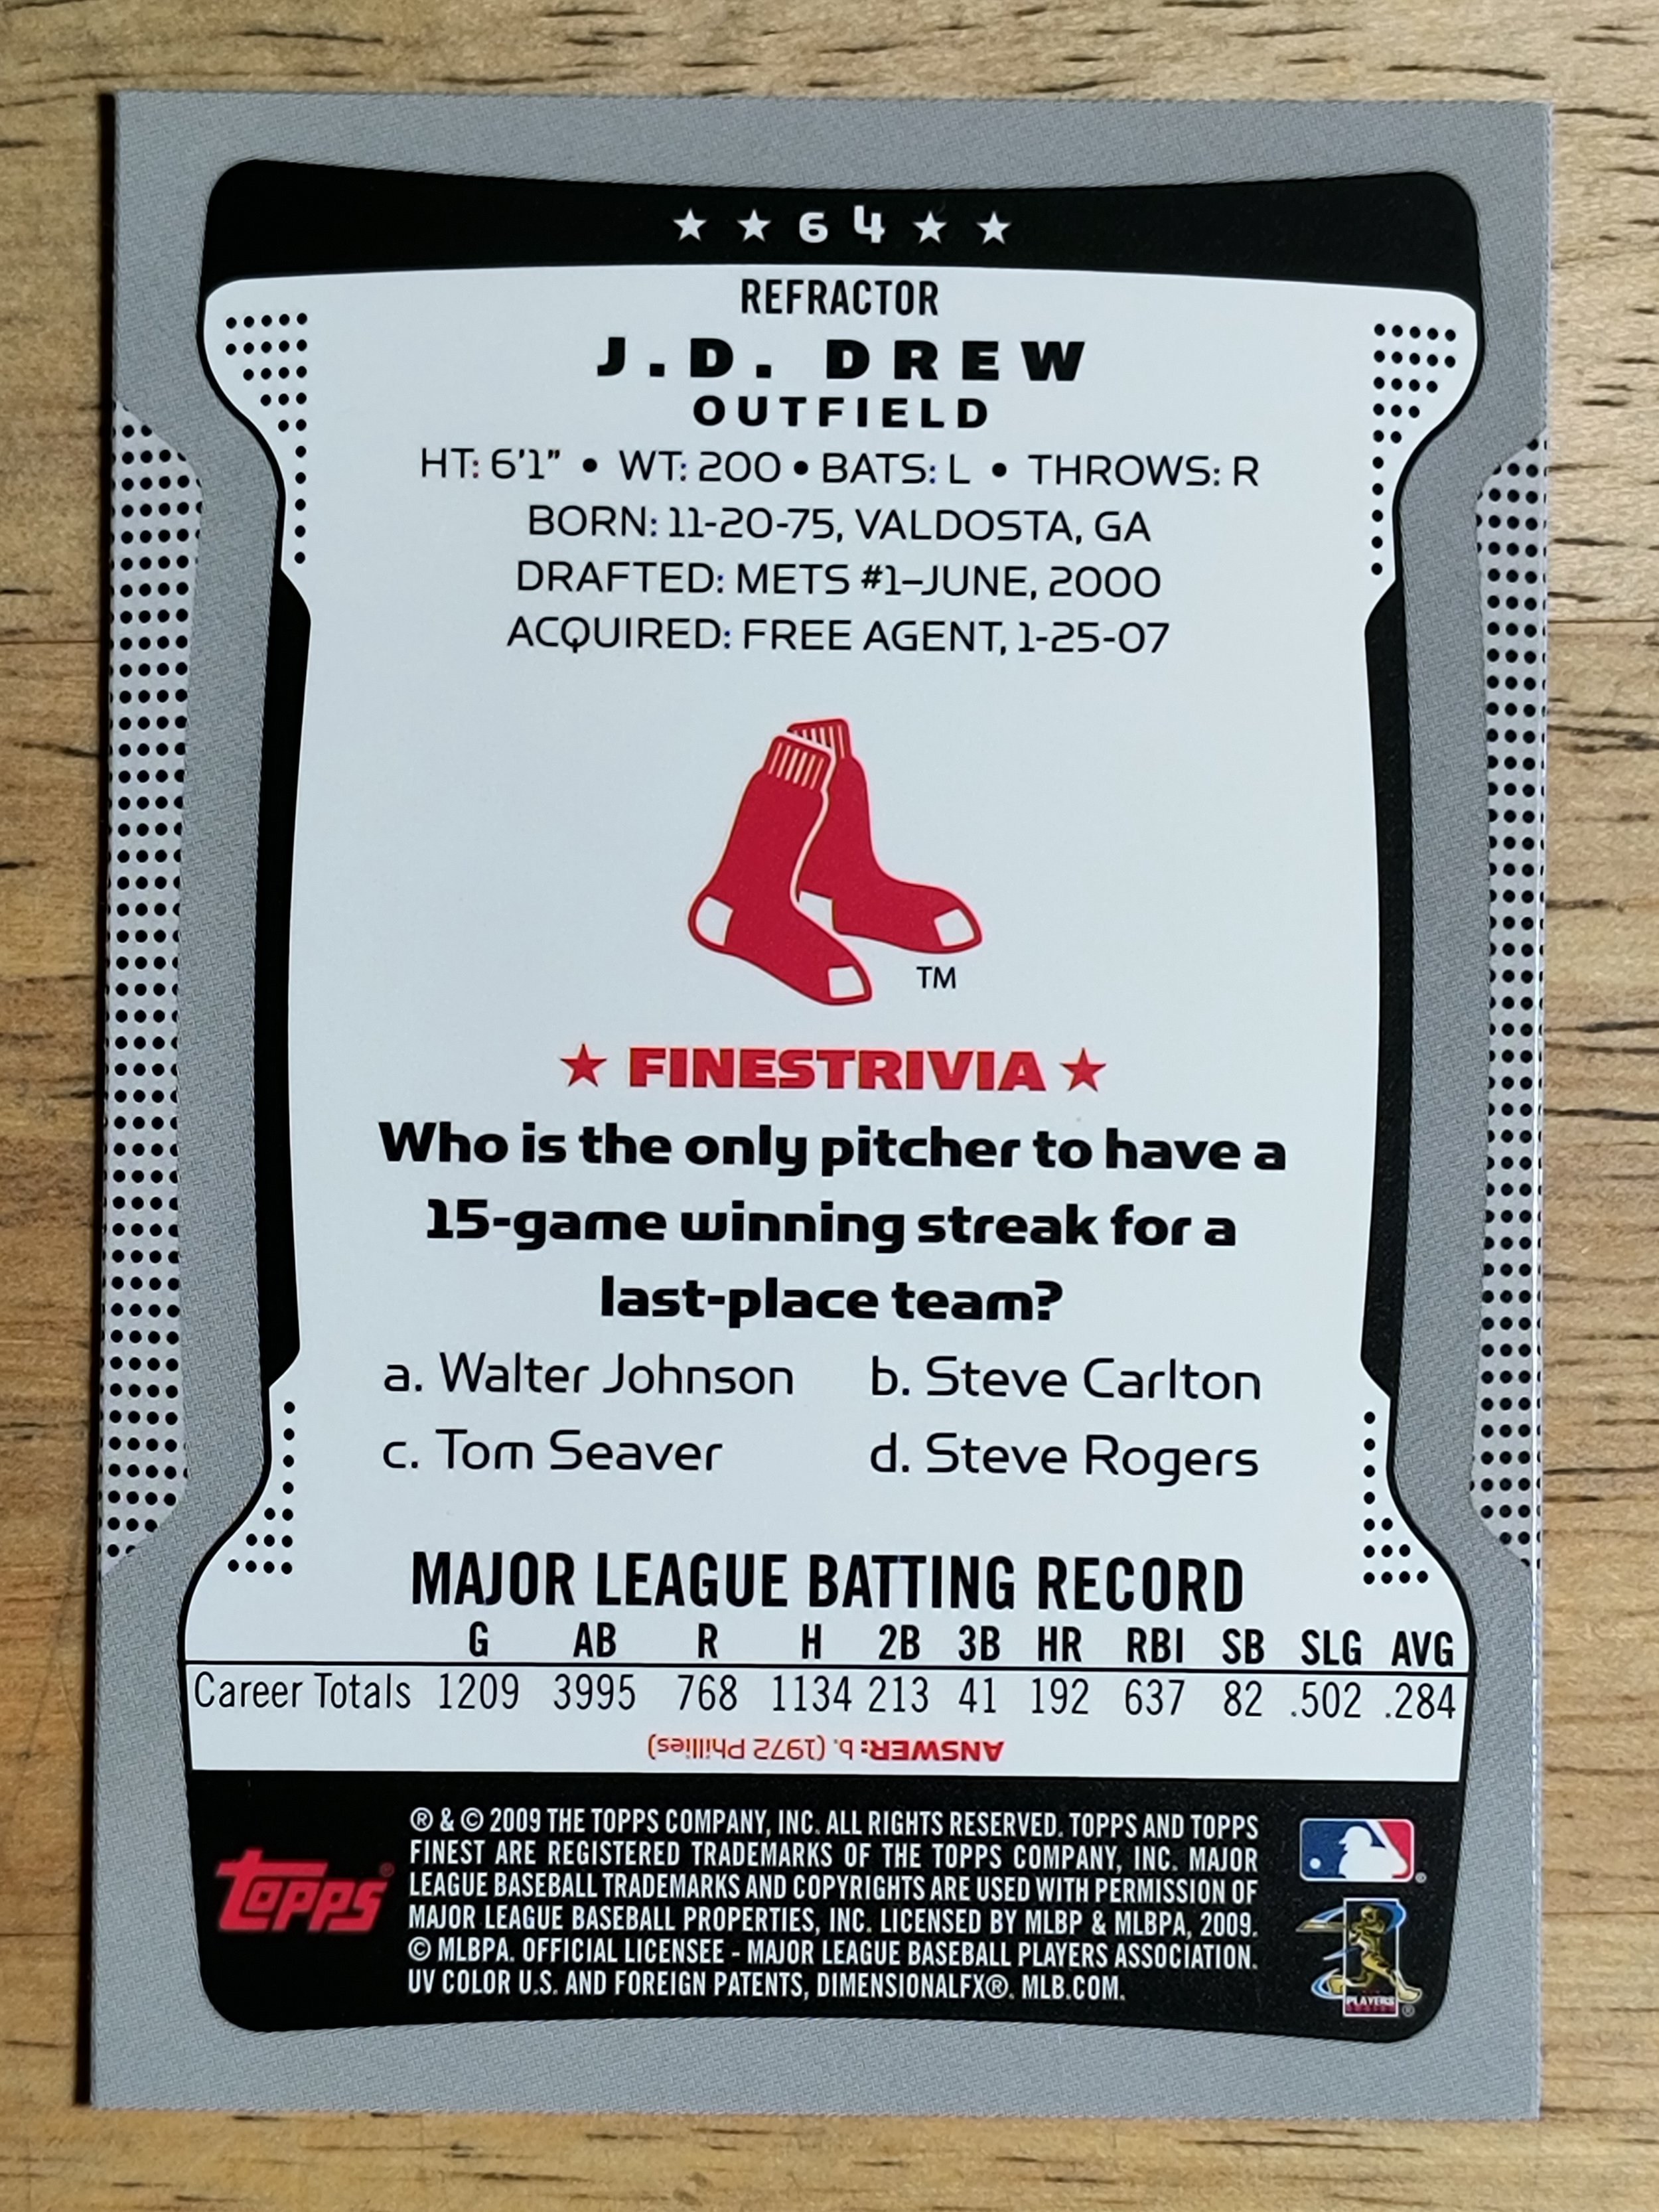 ★ ★ 64 ★ ★
REFRACTOR
J.D. DREW
OUTFIELD
HT: 6'1" • WT: 200 • BATS: L • THROWS: R
BORN: 11-20-75, VALDOSTA, GA
DRAFTED: METS #1–JUNE, 2000
ACQUIRED: FREE AGENT, 1-25-07
TM
★ FINESTRIVIA ★
Who is the only pitcher to have a
15-game winning streak for a
last-place team?
a. Walter Johnson b. Steve Carlton
c. Tom Seaver d. Steve Rogers
MAJOR LEAGUE BATTING RECORD
G AB R H 2B 3B HR RBI SB SLG AVG
Career Totals 1209 3995 768 1134 213 41 192 637 82 .502 .284
ANSWER: b. (1972 Phillies)
® & © 2009 THE TOPPS COMPANY, INC. ALL RIGHTS RESERVED. TOPPS AND TOPPS
FINEST ARE REGISTERED TRADEMARKS OF THE TOPPS COMPANY, INC. MAJOR
LEAGUE BASEBALL TRADEMARKS AND COPYRIGHTS ARE USED WITH PERMISSION OF
MAJOR LEAGUE BASEBALL PROPERTIES, INC. LICENSED BY MLBP & MLBPA, 2009.
© MLBPA. OFFICIAL LICENSEE - MAJOR LEAGUE BASEBALL PLAYERS ASSOCIATION.
UV COLOR U.S. AND FOREIGN PATENTS, DIMENSIONALFX®. MLB.COM.
TOPPS®
®
PLAYERS
®